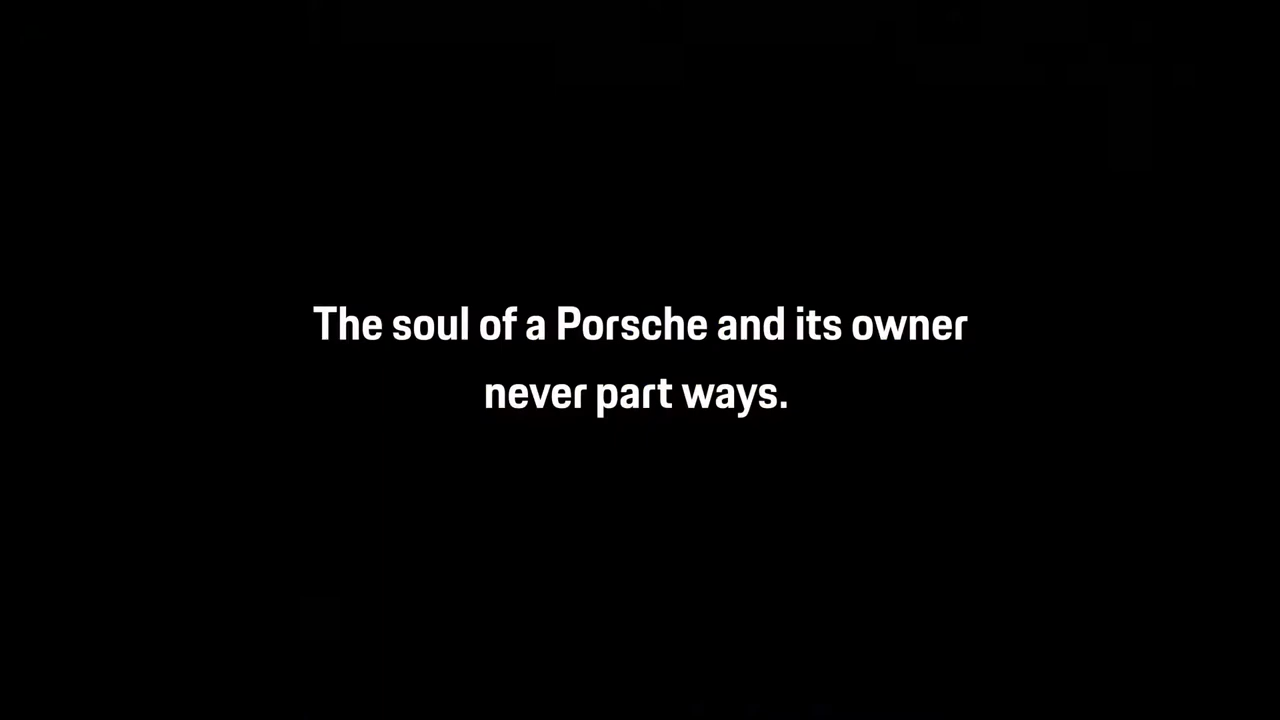 The soul of a Porsche and its owner
never part ways.